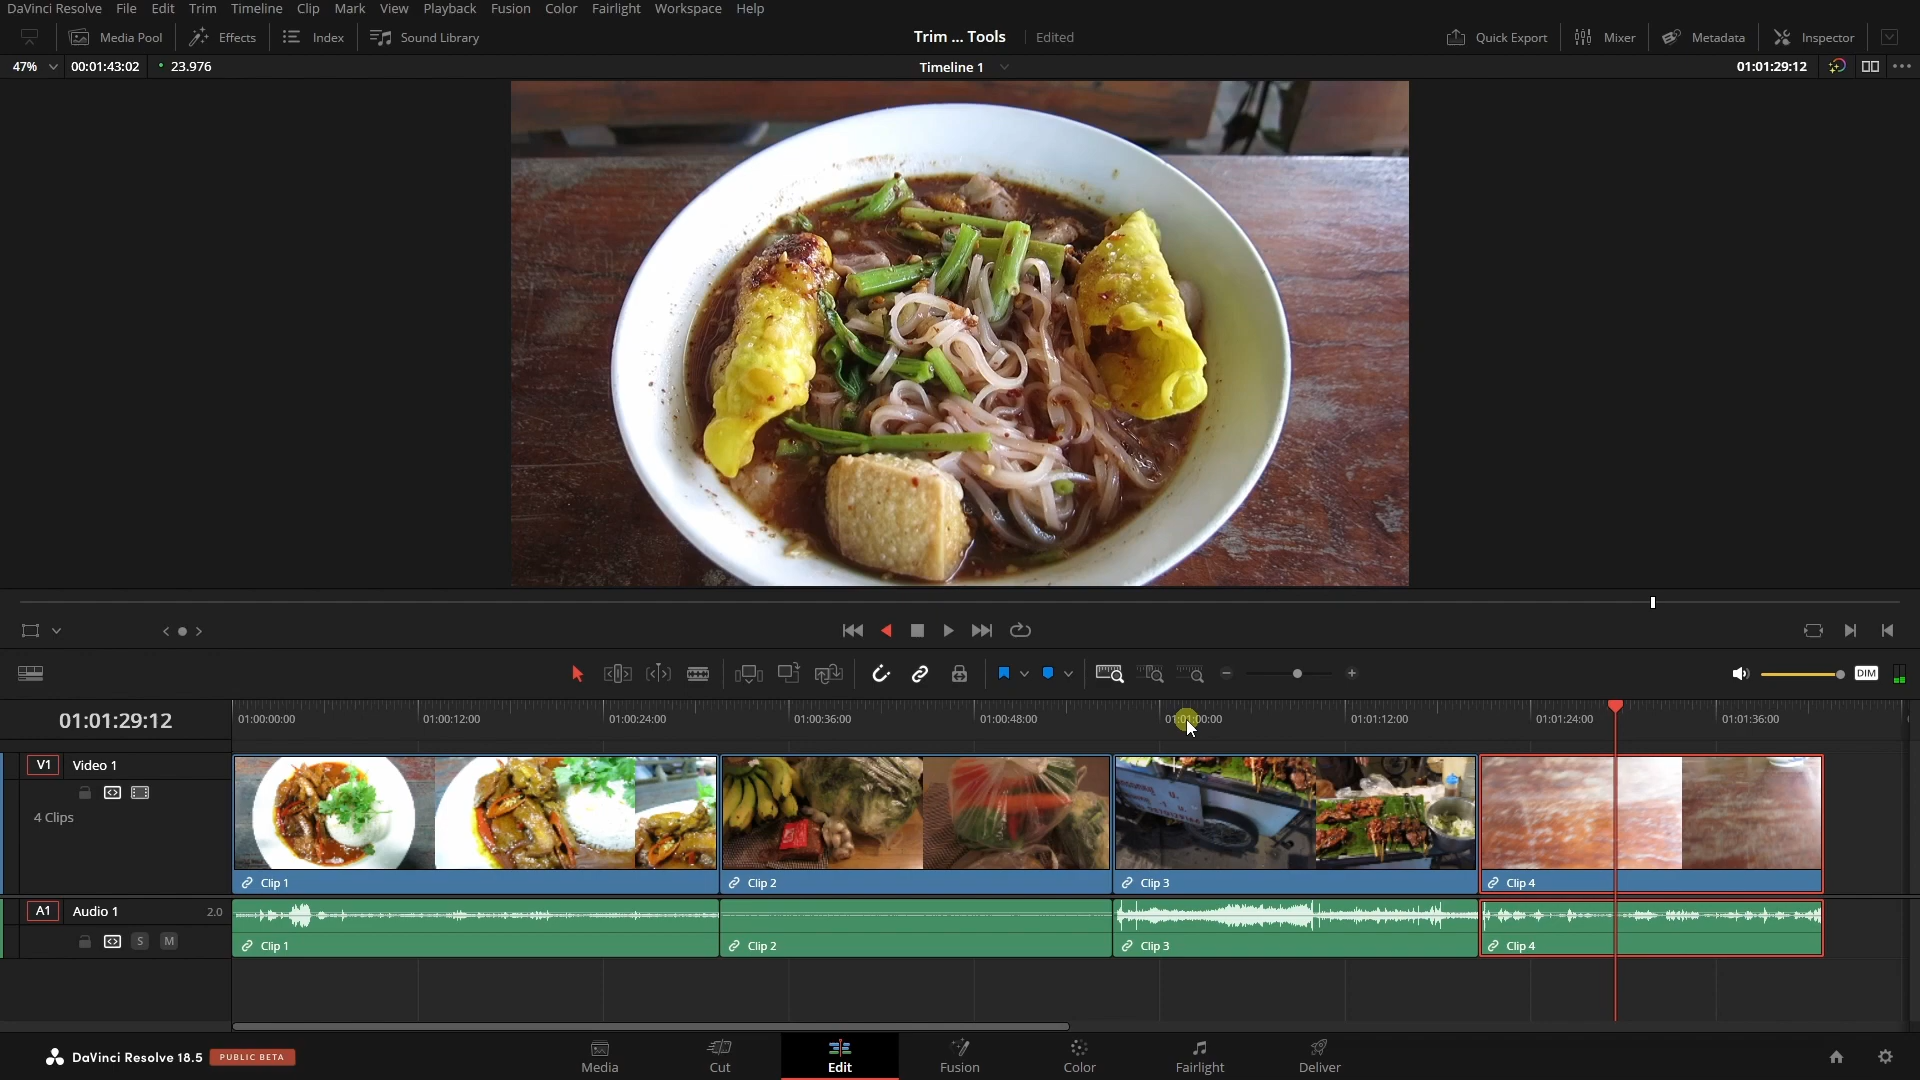 DaVinci Resolve File Edit Trim Timeline Clip Mark View Playback Fusion Color Fairlight Workspace Help
Media Pool Effects Index Sound Library Trim ... Tools Edited Quick Export Mixer Metadata Inspector
47% 00:01:43:02 23.976 Timeline 1 01:01:29:12
DIM
01:01:29:12 01:00:00:00 01:00:12:00 01:00:24:00 01:00:36:00 01:00:48:00 01:01:00:00 01:01:12:00 01:01:24:00 01:01:36:00
V1 Video 1
4 Clips
Clip 1 Clip 2 Clip 3 Clip 4
A1 Audio 1 2.0
S M Clip 1 Clip 2 Clip 3 Clip 4
DaVinci Resolve 18.5 PUBLIC BETA Media Cut Edit Fusion Color Fairlight Deliver